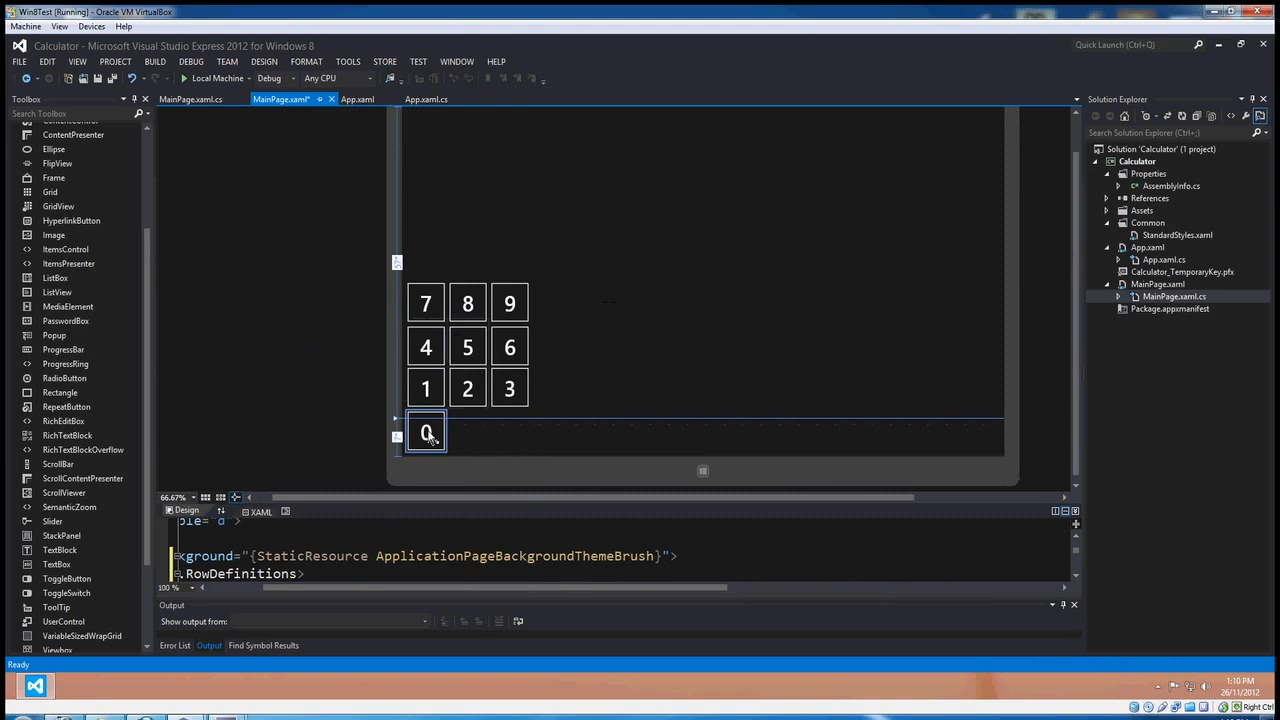 Win8Test [Running] - Oracle VM VirtualBox
Machine View Devices Help
Calculator - Microsoft Visual Studio Express 2012 for Windows 8
Quick Launch (Ctrl+Q)
FILE EDIT VIEW PROJECT BUILD DEBUG TEAM DESIGN FORMAT TOOLS STORE TEST WINDOW HELP
Local Machine Debug Any CPU
Toolbox
MainPage.xaml.cs MainPage.xaml* App.xaml App.xaml.cs
Solution Explorer
Search Toolbox
Search Solution Explorer (Ctrl+;)
ContentPresenter
Ellipse
FlipView
Frame
Grid
GridView
HyperlinkButton
Image
ItemsControl
ItemsPresenter
ListBox
ListView
MediaElement
PasswordBox
Popup
ProgressBar
ProgressRing
RadioButton
Rectangle
RepeatButton
RichEditBox
RichTextBlock
RichTextBlockOverflow
ScrollBar
ScrollContentPresenter
ScrollViewer
SemanticZoom
Slider
StackPanel
TextBlock
TextBox
ToggleButton
ToggleSwitch
ToolTip
UserControl
VariableSizedWrapGrid
Viewbox
57*
7 8 9
4 5 6
1 2 3
0
7*
66.67%
Design XAML
ple="d">
kground="{StaticResource ApplicationPageBackgroundThemeBrush}">
.RowDefinitions>
100 %
Output
Show output from:
Error List Output Find Symbol Results
Solution 'Calculator' (1 project)
Calculator
Properties
AssemblyInfo.cs
References
Assets
Common
StandardStyles.xaml
App.xaml
App.xaml.cs
Calculator_TemporaryKey.pfx
MainPage.xaml
MainPage.xaml.cs
Package.appxmanifest
Ready
1:10 PM
26/11/2012
Right Ctrl